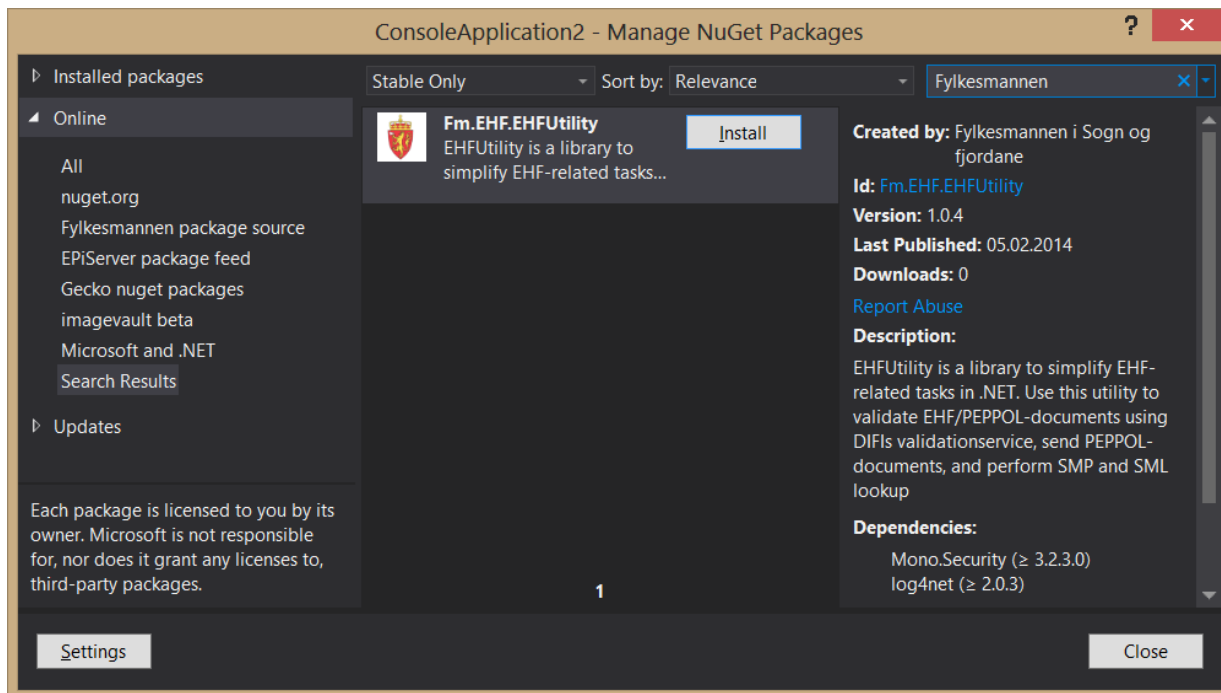 ConsoleApplication2 - Manage NuGet Packages
?
Installed packages
Online
All
nuget.org
Fylkesmannen package source
EPiServer package feed
Gecko nuget packages
imagevault beta
Microsoft and .NET
Search Results
Updates
Each package is licensed to you by its
owner. Microsoft is not responsible
for, nor does it grant any licenses to,
third-party packages.
Stable Only
Sort by: Relevance
Fylkesmannen
Fm.EHF.EHFUtility
Install
EHFUtility is a library to
simplify EHF-related tasks...
1
Created by: Fylkesmannen i Sogn og
fjordane
Id: Fm.EHF.EHFUtility
Version: 1.0.4
Last Published: 05.02.2014
Downloads: 0
Report Abuse
Description:
EHFUtility is a library to simplify EHF-
related tasks in .NET. Use this utility to
validate EHF/PEPPOL-documents using
DIFIs validationservice, send PEPPOL-
documents, and perform SMP and SML
lookup
Dependencies:
Mono.Security (≥ 3.2.3.0)
log4net (≥ 2.0.3)
Settings
Close